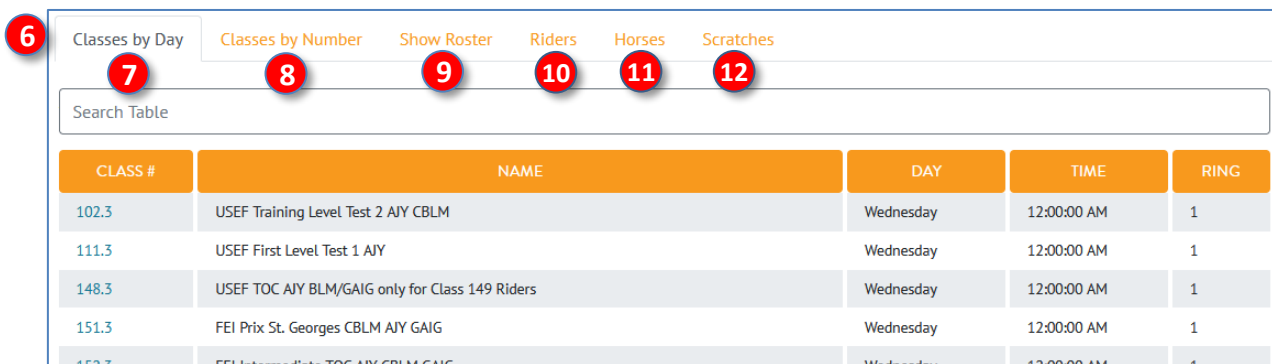 6 Classes by Day Classes by Number Show Roster Riders Horses Scratches
7 8 9 10 11 12
Search Table
CLASS # NAME DAY TIME RING
102.3 USEF Training Level Test 2 AJY CBLM Wednesday 12:00:00 AM 1
111.3 USEF First Level Test 1 AJY Wednesday 12:00:00 AM 1
148.3 USEF TOC AJY BLM/GAIG only for Class 149 Riders Wednesday 12:00:00 AM 1
151.3 FEI Prix St. Georges CBLM AJY GAIG Wednesday 12:00:00 AM 1